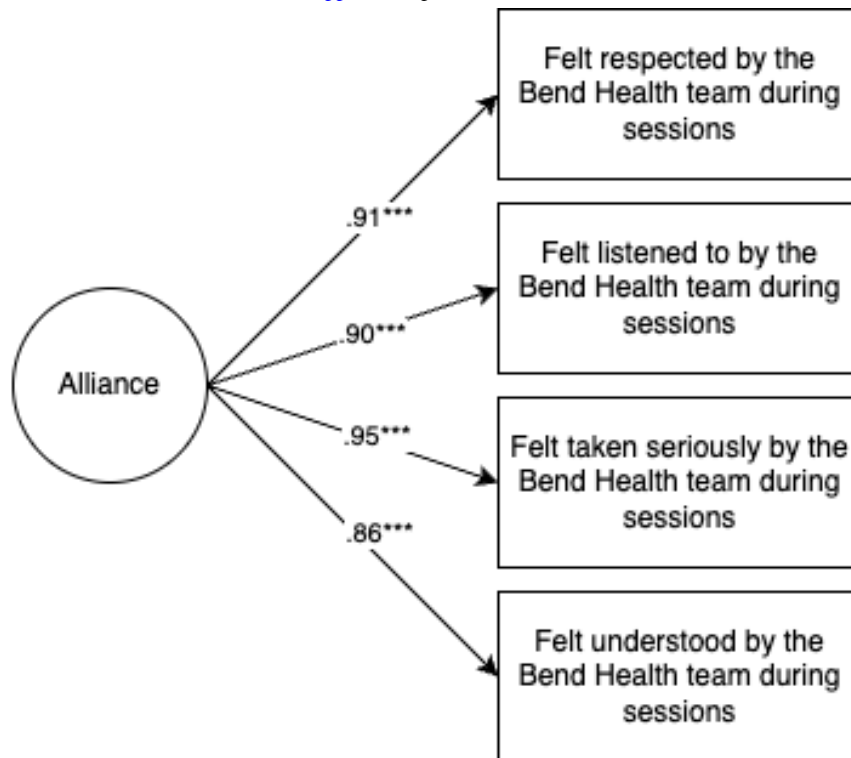 Felt respected by the
Bend Health team during
sessions
.91***
Felt listened to by the
Bend Health team during
sessions
.90***
Alliance
Felt taken seriously by the
Bend Health team during
sessions
.95***
.86***
Felt understood by the
Bend Health team during
sessions